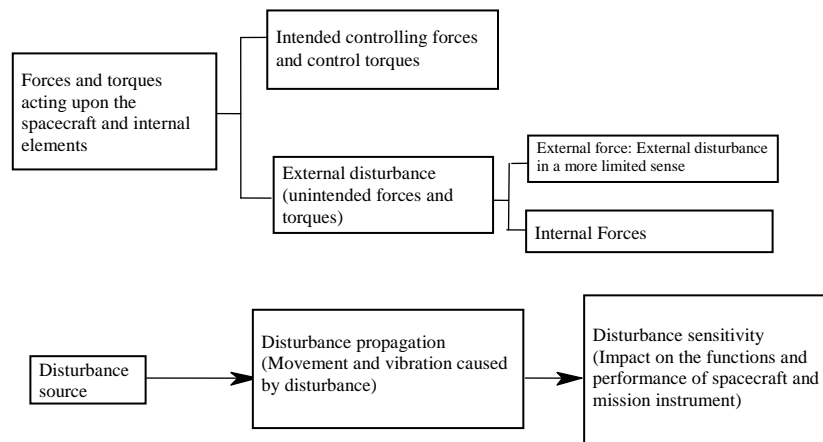 Intended controlling forces
and control torques
Forces and torques
acting upon the
spacecraft and internal
elements
External disturbance
(unintended forces and
torques)
External force: External disturbance
in a more limited sense
Internal Forces
Disturbance
source
Disturbance propagation
(Movement and vibration caused
by disturbance)
Disturbance sensitivity
(Impact on the functions and
performance of spacecraft and
mission instrument)